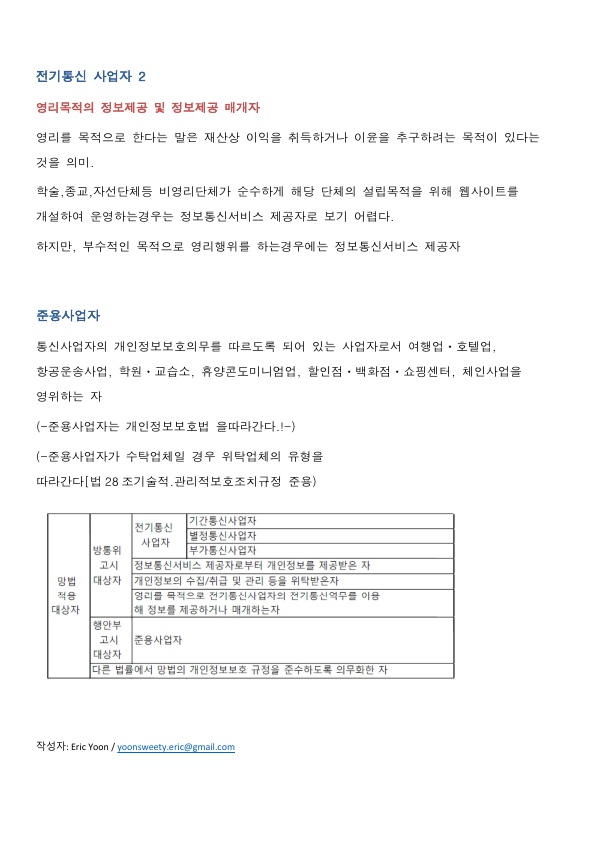 전기통신 사업자 2
영리목적의 정보제공 및 정보제공 매개자
영리를 목적으로 한다는 말은 재산상 이익을 취득하거나 이윤을 추구하려는 목적이 있다는
것을 의미.
학술,종교,자선단체등 비영리단체가 순수하게 해당 단체의 설립목적을 위해 웹사이트를
개설하여 운영하는경우는 정보통신서비스 제공자로 보기 어렵다.
하지만, 부수적인 목적으로 영리행위를 하는경우에는 정보통신서비스 제공자
준용사업자
통신사업자의 개인정보보호의무를 따르도록 되어 있는 사업자로서 여행업・호텔업,
항공운송사업, 학원・교습소, 휴양콘도미니엄업, 할인점・백화점・쇼핑센터, 체인사업을
영위하는 자
(-준용사업자는 개인정보보호법 을따라간다.!-)
(-준용사업자가 수탁업체일 경우 위탁업체의 유형을
따라간다[법 28 조기술적.관리적보호조치규정 준용)
망법
적용
대상자
방통위
고시
대상자
전기통신
사업자
기간통신사업자
별정통신사업자
부가통신사업자
정보통신서비스 제공자로부터 개인정보를 제공받은 자
개인정보의 수집/취급 및 관리 등을 위탁받은자
영리를 목적으로 전기통신사업자의 전기통신역무를 이용
해 정보를 제공하거나 매개하는자
행안부
고시
대상자
준용사업자
다른 법률에서 망법의 개인정보보호 규정을 준수하도록 의무화한 자
작성자: Eric Yoon / yoonsweety.eric@gmail.com